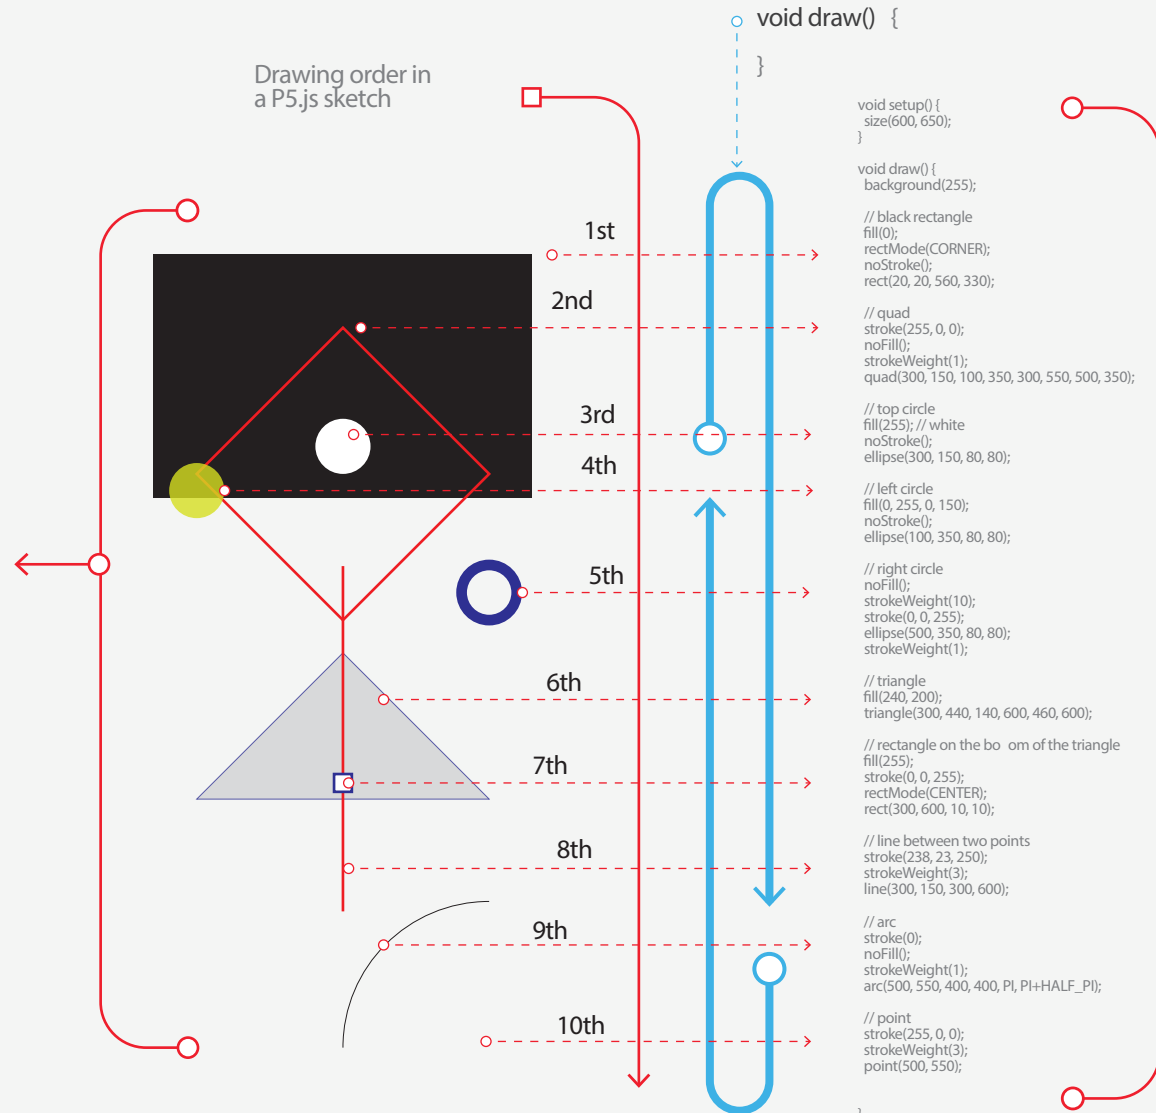 void draw() {
}
Drawing order in
a P5.js sketch
1st
2nd
3rd
4th
5th
6th
7th
8th
9th
10th
void setup() {
size(600, 650);
}
void draw() {
background(255);
// black rectangle
fill(0);
rectMode(CORNER);
noStroke();
rect(20, 20, 560, 330);
// quad
stroke(255, 0, 0);
noFill();
strokeWeight(1);
quad(300, 150, 100, 350, 300, 550, 500, 350);
// top circle
fill(255); // white
noStroke();
ellipse(300, 150, 80, 80);
// left circle
fill(0, 255, 0, 150);
noStroke();
ellipse(100, 350, 80, 80);
// right circle
noFill();
strokeWeight(10);
stroke(0, 0, 255);
ellipse(500, 350, 80, 80);
strokeWeight(1);
// triangle
fill(240, 200);
triangle(300, 440, 140, 600, 460, 600);
// rectangle on the bo om of the triangle
fill(255);
stroke(0, 0, 255);
rectMode(CENTER);
rect(300, 600, 10, 10);
// line between two points
stroke(238, 23, 250);
strokeWeight(3);
line(300, 150, 300, 600);
// arc
stroke(0);
noFill();
strokeWeight(1);
arc(500, 550, 400, 400, PI, PI+HALF_PI);
// point
stroke(255, 0, 0);
strokeWeight(3);
point(500, 550);
}